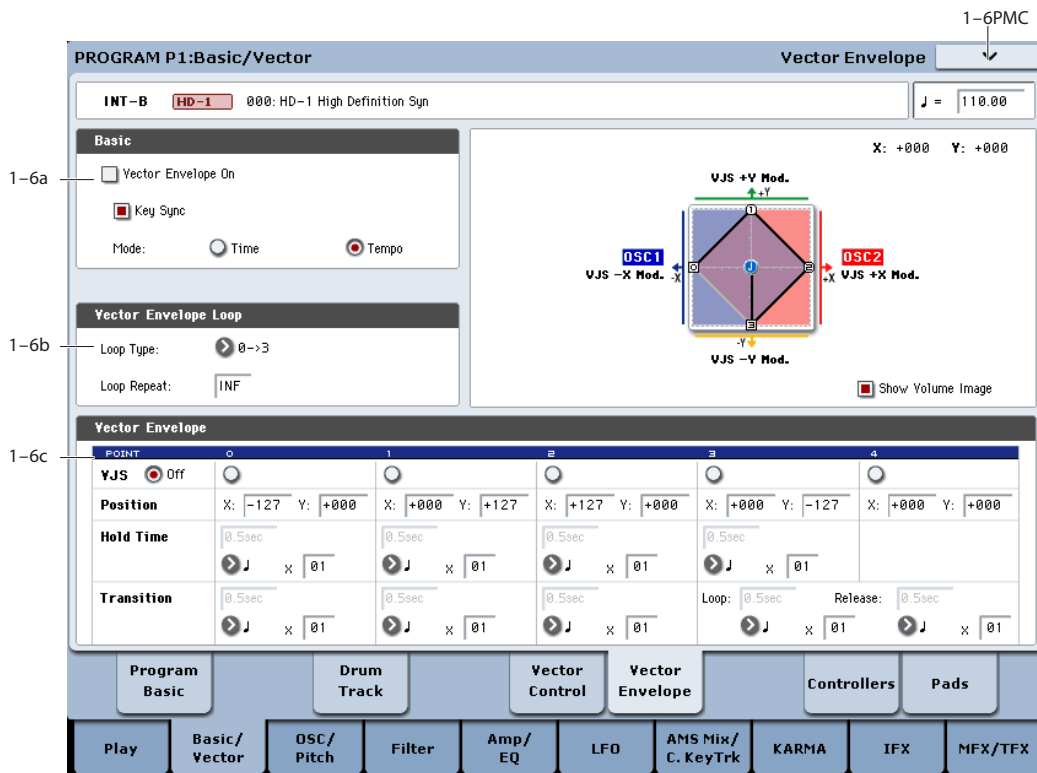 1–6PMC
PROGRAM P1:Basic/Vector Vector Envelope
INT-B HD-1 000: HD-1 High Definition Syn ♩ = 110.00
Basic
X: +000 Y: +000
1–6a
Vector Envelope On
Key Sync
Mode: Time Tempo
VJS +Y Mod.
+Y
OSC1
VJS -X Mod.
-X
0 1 2 3 J
OSC2
+X
VJS +X Mod.
-Y
VJS -Y Mod.
Show Volume Image
Vector Envelope Loop
1–6b
Loop Type: 0->3
Loop Repeat: INF
Vector Envelope
1–6c
POINT 0 1 2 3 4
VJS Off
Position X: -127 Y: +000 X: +000 Y: +127 X: +127 Y: +000 X: +000 Y: -127 X: +000 Y: +000
Hold Time 0.5sec 0.5sec 0.5sec 0.5sec
♩ x 01 ♩ x 01 ♩ x 01 ♩ x 01
Transition 0.5sec 0.5sec 0.5sec Loop: 0.5sec Release: 0.5sec
♩ x 01 ♩ x 01 ♩ x 01 ♩ x 01 ♩ x 01
Program Basic
Drum Track
Vector Control
Vector Envelope
Controllers
Pads
Play
Basic/ Vector
OSC/ Pitch
Filter
Amp/ EQ
LFO
AMS Mix/ C.KeyTrk
KARMA
IFX
MFX/TFX